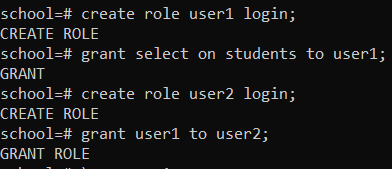 school=# create role user1 login;
CREATE ROLE
school=# grant select on students to user1;
GRANT
school=# create role user2 login;
CREATE ROLE
school=# grant user1 to user2;
GRANT ROLE